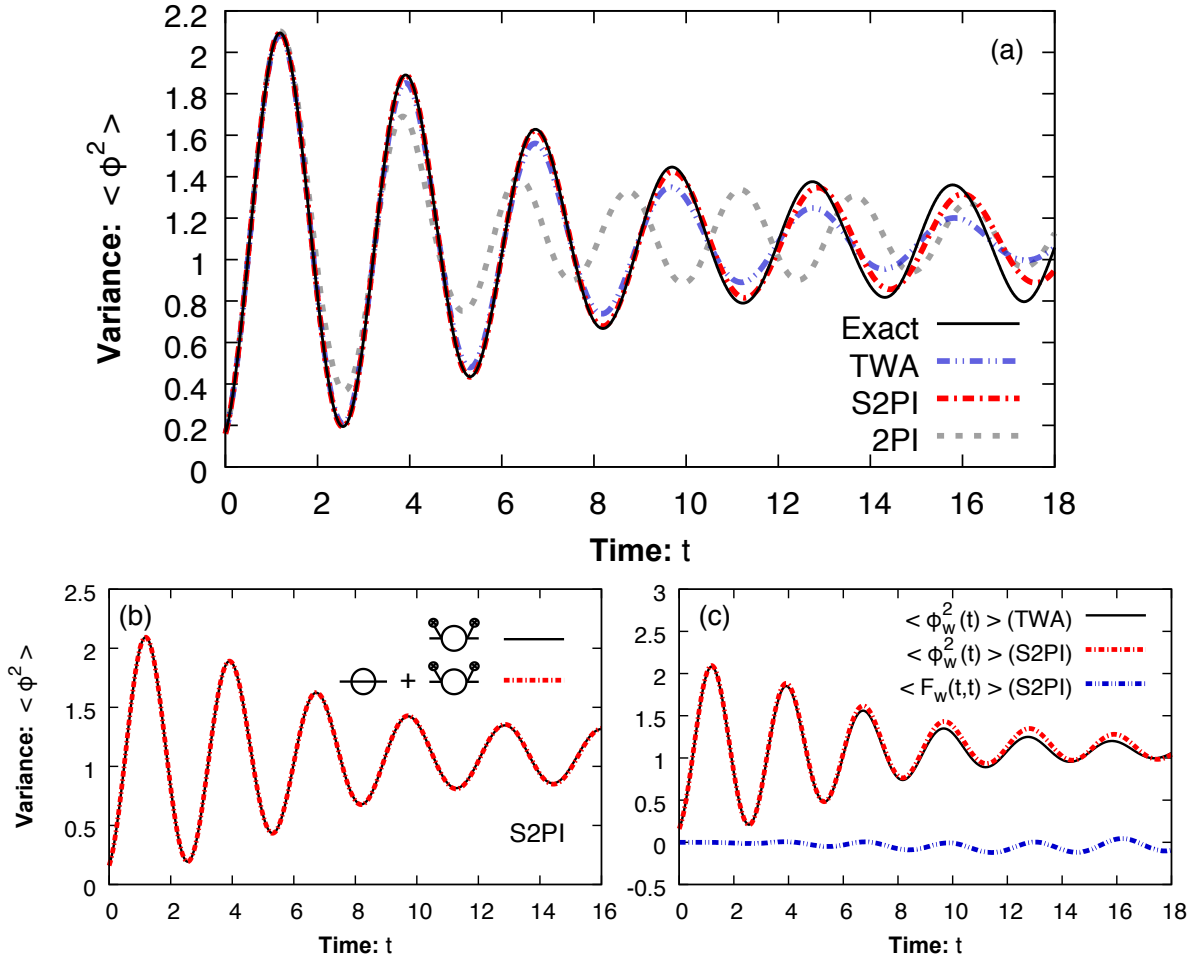 (a)
Variance: < ϕ² >
2.2
2
1.8
1.6
1.4
1.2
1
0.8
0.6
0.4
0.2
0
Exact
TWA
S2PI
2PI
0 2 4 6 8 10 12 14 16 18
Time: t
(b)
Variance: < ϕ² >
2.5
2
1.5
1
0.5
0
+
S2PI
0 2 4 6 8 10 12 14 16
Time: t
(c)
3
2.5
2
1.5
1
0.5
0
-0.5
< ϕ_w²(t) > (TWA)
< ϕ_w²(t) > (S2PI)
< F_w(t,t) > (S2PI)
0 2 4 6 8 10 12 14 16 18
Time: t